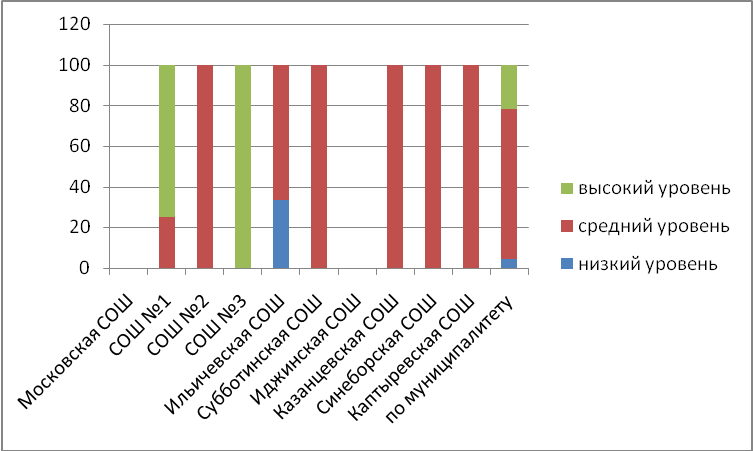 120
100
80
60
40
20
0
Московская СОШ
СОШ №1
СОШ №2
СОШ №3
Ильичевская СОШ
Субботинская СОШ
Иджинская СОШ
Казанцевская СОШ
Синеборская СОШ
Каптыревская СОШ
по муниципалитету
высокий уровень
средний уровень
низкий уровень